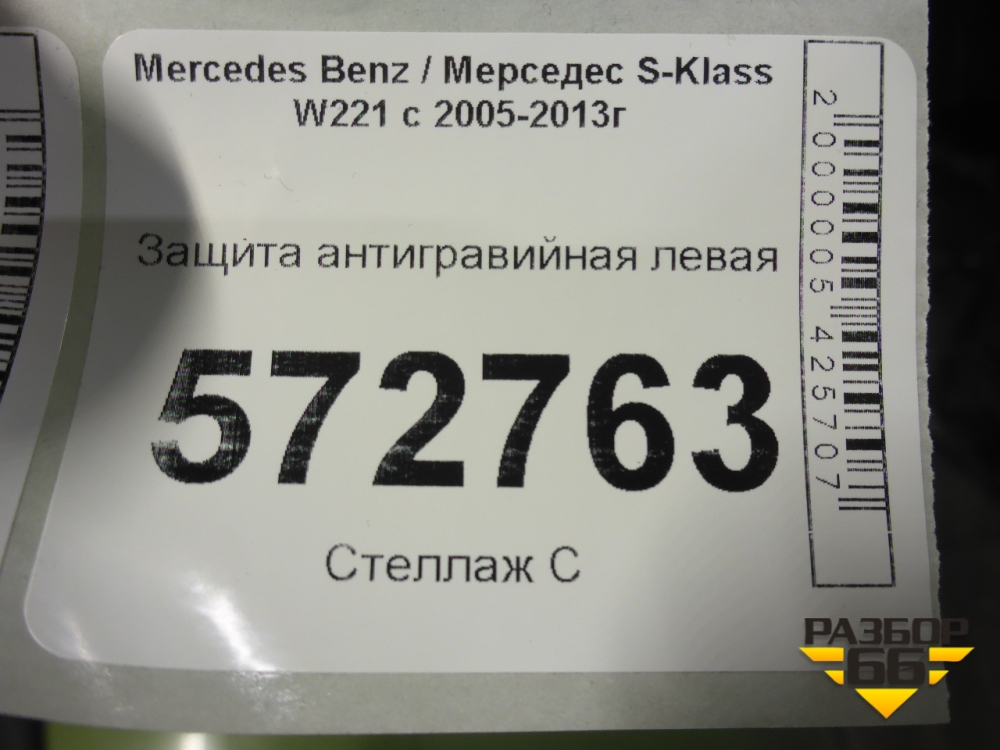 Mercedes Benz / Мерседес S-Klass
W221 с 2005-2013г
Защита антигравийная левая
572763
Стеллаж С
2000005425707
РАЗБОР
66